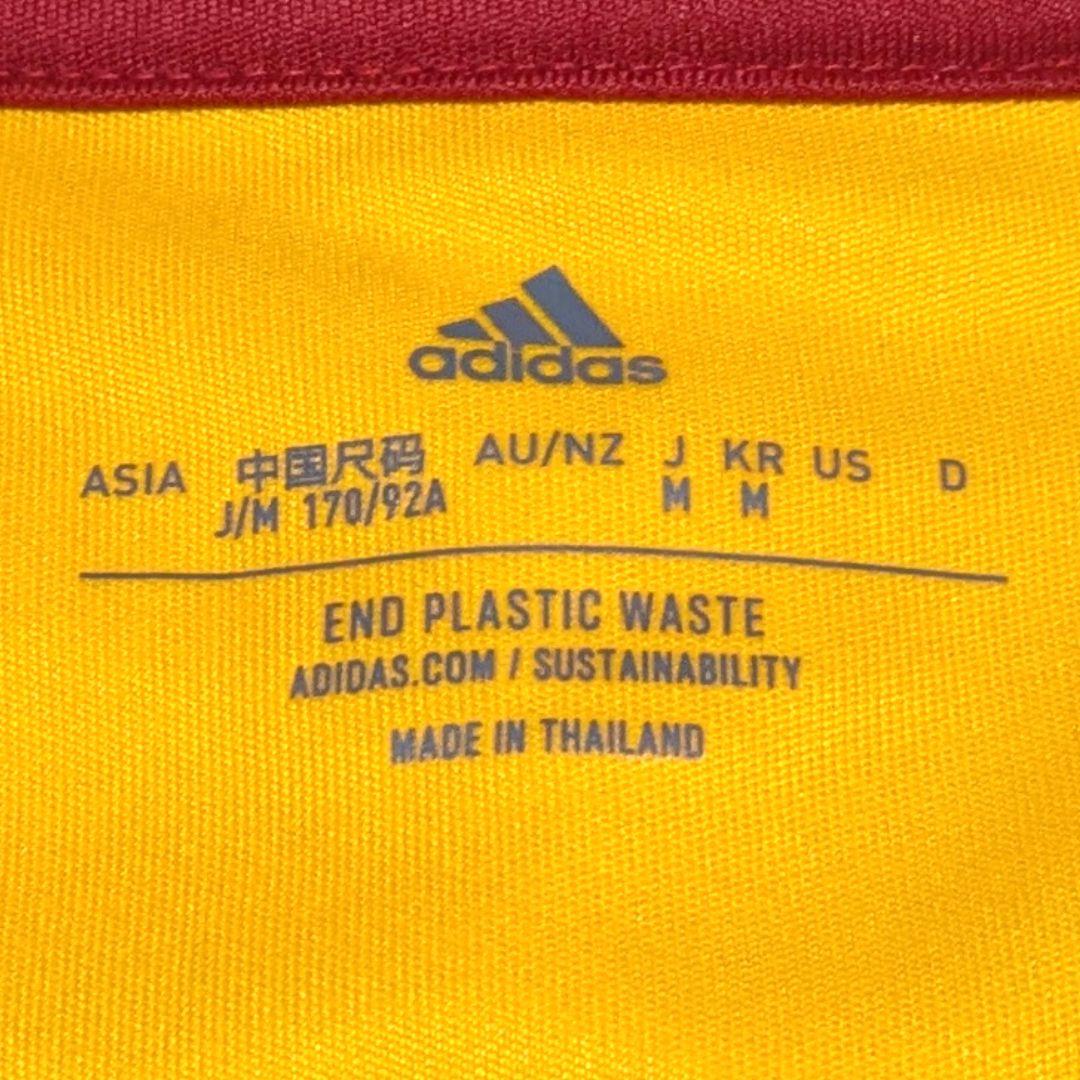 adidas
ASIA 中国尺码 AU/NZ J KR US D
J/M 170/92A M M
END PLASTIC WASTE
ADIDAS.COM / SUSTAINABILITY
MADE IN THAILAND